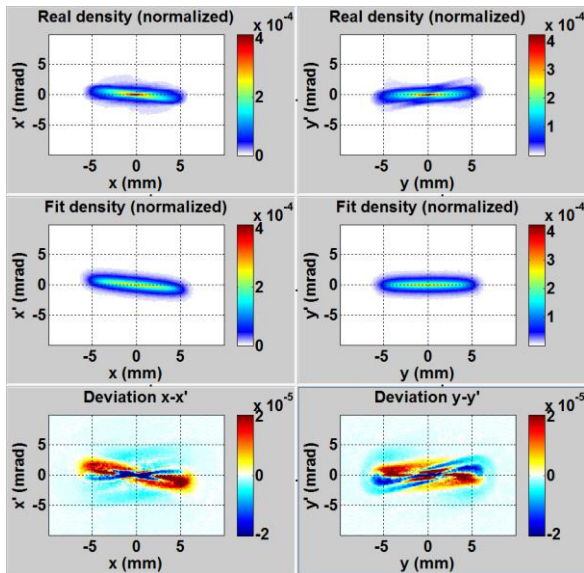 Real density (normalized)
x 10^-4
x' (mrad)
5
0
-5
-5 0 5
x (mm)
4
2
0
Real density (normalized)
x 10^-4
y' (mrad)
5
0
-5
-5 0 5
y (mm)
4
3
2
1
Fit density (normalized)
x 10^-4
x' (mrad)
5
0
-5
-5 0 5
x (mm)
4
2
0
Fit density (normalized)
x 10^-4
y' (mrad)
5
0
-5
-5 0 5
y (mm)
4
3
2
1
Deviation x-x'
x 10^-5
x' (mrad)
5
0
-5
-5 0 5
x (mm)
2
0
-2
Deviation y-y'
x 10^-5
y' (mrad)
5
0
-5
-5 0 5
y (mm)
2
0
-2